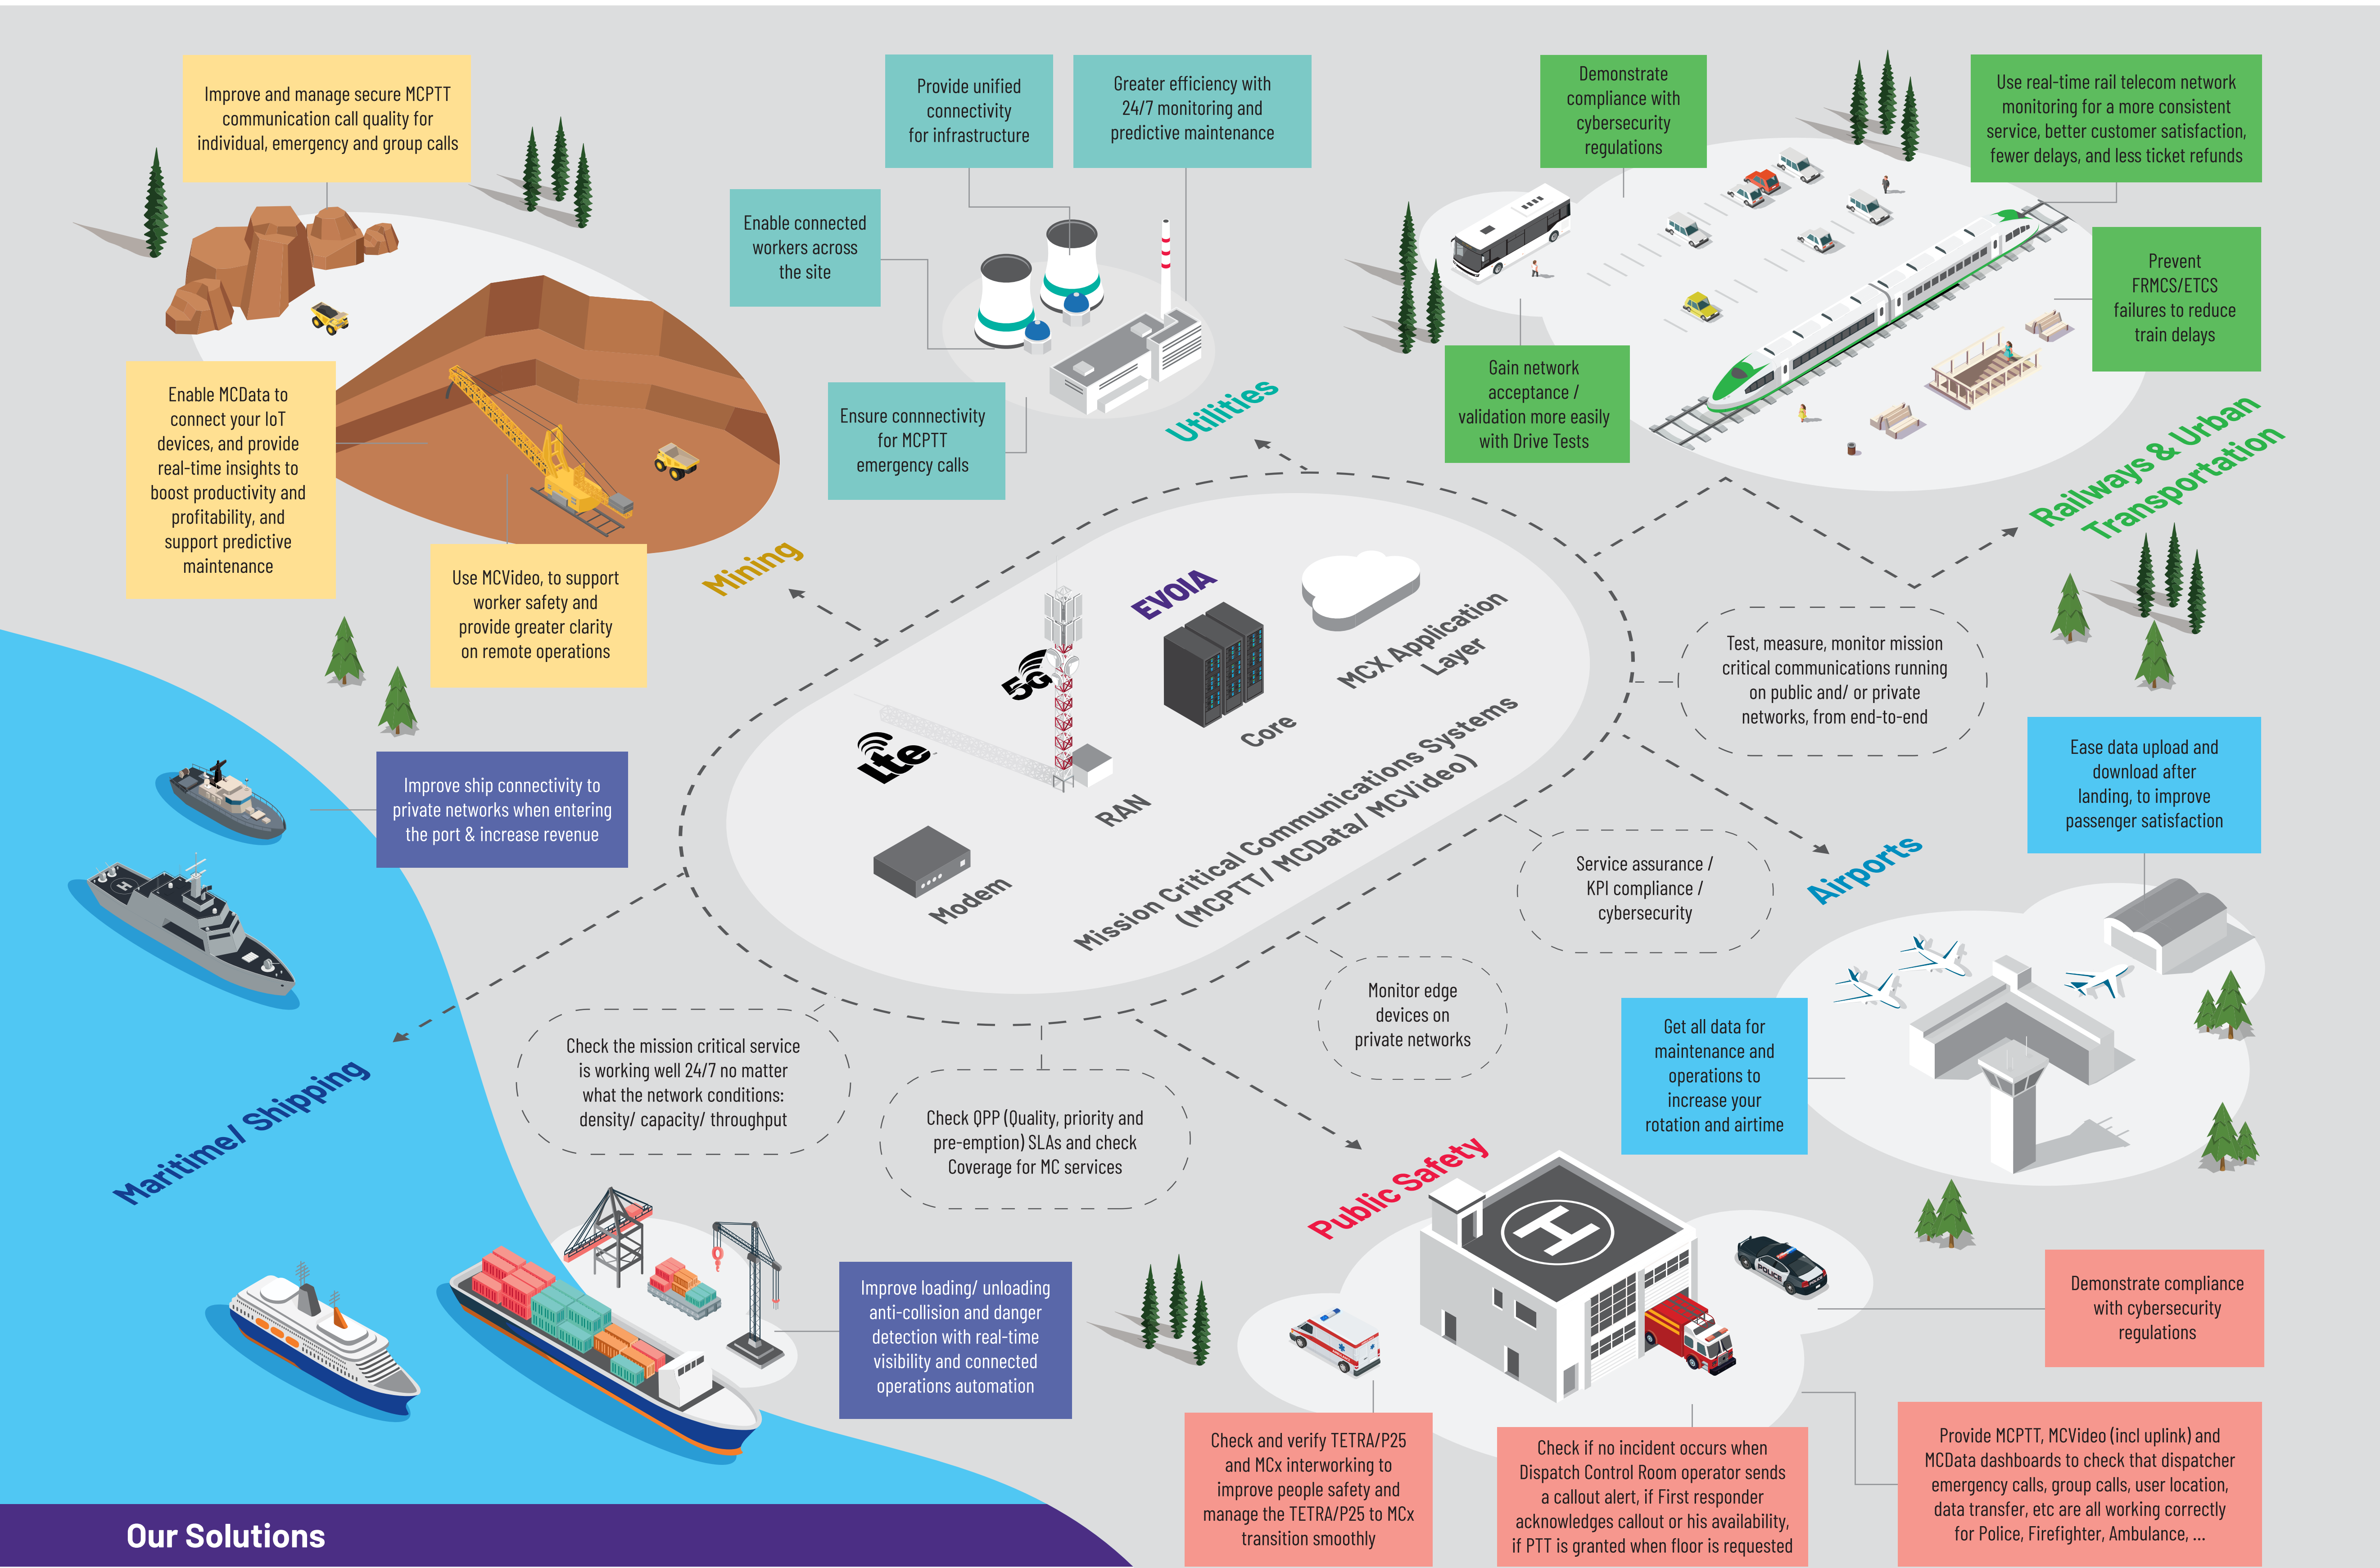 Improve and manage secure MCPTT
communication call quality for
individual, emergency and group calls
Enable MCData to
connect your IoT
devices, and provide
real-time insights to
boost productivity and
profitability, and
support predictive
maintenance
Use MCVideo, to support
worker safety and
provide greater clarity
on remote operations
Mining
Provide unified
connectivity
for infrastructure
Greater efficiency with
24/7 monitoring and
predictive maintenance
Enable connected
workers across
the site
Ensure connnectivity
for MCPTT
emergency calls
Utilities
Demonstrate
compliance with
cybersecurity
regulations
Use real-time rail telecom network
monitoring for a more consistent
service, better customer satisfaction,
fewer delays, and less ticket refunds
Prevent
FRMCS/ETCS
failures to reduce
train delays
Gain network
acceptance /
validation more easily
with Drive Tests
Railways & Urban
Transportation
EVOIA
5G
Lte
MCX Application
Layer
Core
RAN
Modem
Mission Critical Communications Systems
(MCPTT/ MCData/ MCVideo)
Test, measure, monitor mission
critical communications running
on public and/ or private
networks, from end-to-end
Service assurance /
KPI compliance /
cybersecurity
Monitor edge
devices on
private networks
Check QPP (Quality, priority and
pre-emption) SLAs and check
Coverage for MC services
Check the mission critical service
is working well 24/7 no matter
what the network conditions:
density/ capacity/ throughput
Improve ship connectivity to
private networks when entering
the port & increase revenue
H
Maritime/ Shipping
Improve loading/ unloading
anti-collision and danger
detection with real-time
visibility and connected
operations automation
Airports
Ease data upload and
download after
landing, to improve
passenger satisfaction
Get all data for
maintenance and
operations to
increase your
rotation and airtime
Public Safety
H
POLICE
Demonstrate compliance
with cybersecurity
regulations
Check and verify TETRA/P25
and MCx interworking to
improve people safety and
manage the TETRA/P25 to MCx
transition smoothly
Check if no incident occurs when
Dispatch Control Room operator sends
a callout alert, if First responder
acknowledges callout or his availability,
if PTT is granted when floor is requested
Provide MCPTT, MCVideo (incl uplink) and
MCData dashboards to check that dispatcher
emergency calls, group calls, user location,
data transfer, etc are all working correctly
for Police, Firefighter, Ambulance, ...
Our Solutions